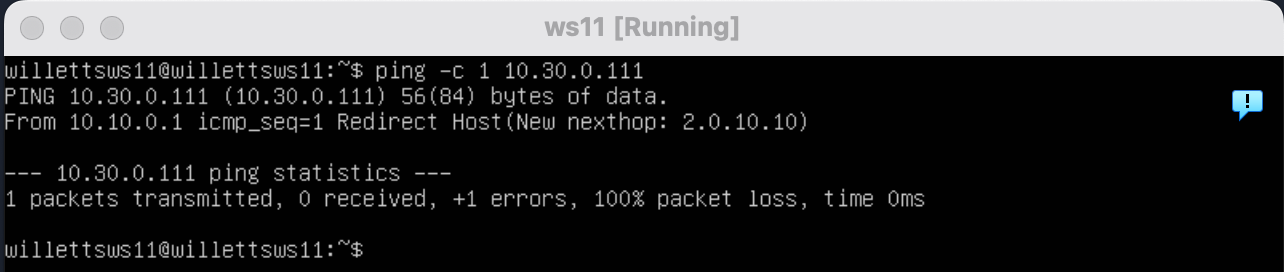 ws11 [Running]
willettsws11@willettsws11:~$ ping -c 1 10.30.0.111
PING 10.30.0.111 (10.30.0.111) 56(84) bytes of data.
From 10.10.0.1 icmp_seq=1 Redirect Host(New nexthop: 2.0.10.10)
--- 10.30.0.111 ping statistics ---
1 packets transmitted, 0 received, +1 errors, 100% packet loss, time 0ms
willettsws11@willettsws11:~$